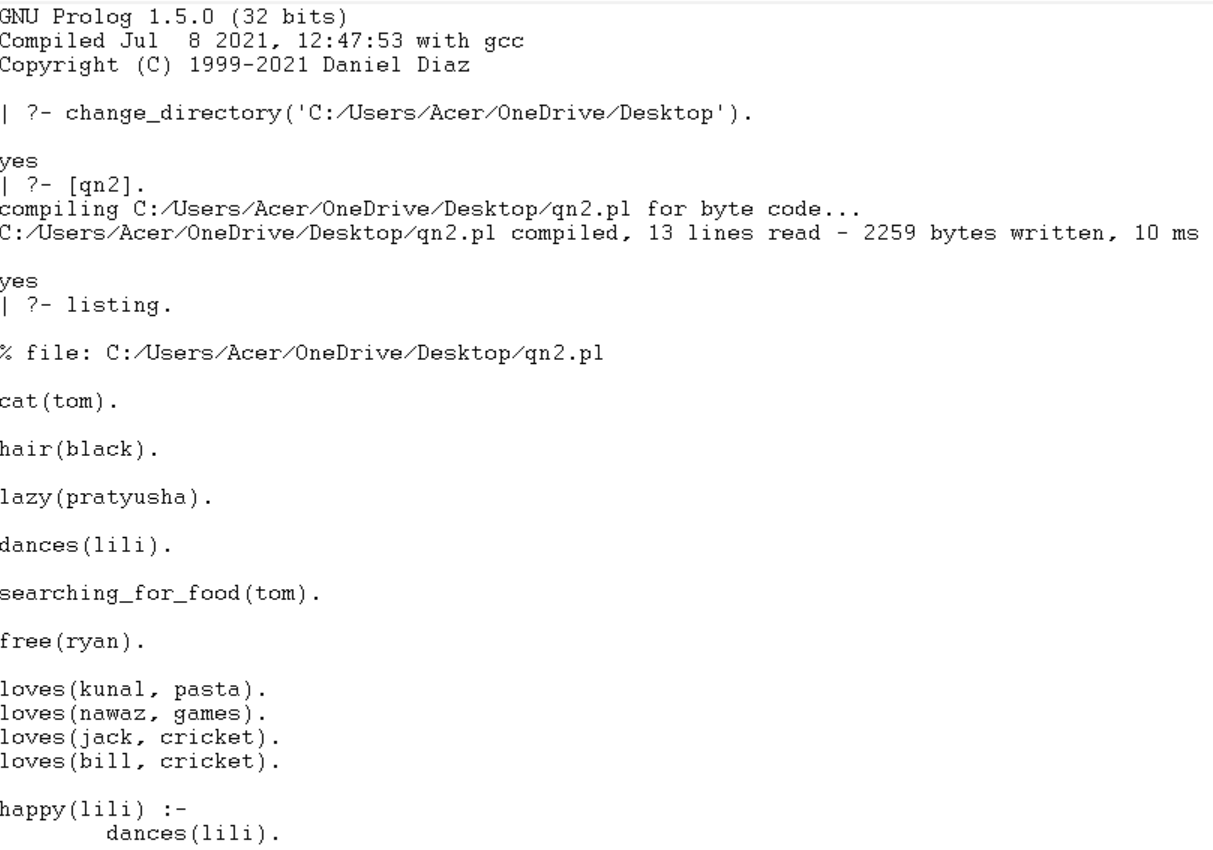 GNU Prolog 1.5.0 (32 bits)
Compiled Jul  8 2021, 12:47:53 with gcc
Copyright (C) 1999-2021 Daniel Diaz
| ?- change_directory('C:/Users/Acer/OneDrive/Desktop').
yes
| ?- [qn2].
compiling C:/Users/Acer/OneDrive/Desktop/qn2.pl for byte code...
C:/Users/Acer/OneDrive/Desktop/qn2.pl compiled, 13 lines read - 2259 bytes written, 10 ms
yes
| ?- listing.
% file: C:/Users/Acer/OneDrive/Desktop/qn2.pl
cat(tom).
hair(black).
lazy(pratyusha).
dances(lili).
searching_for_food(tom).
free(ryan).
loves(kunal, pasta).
loves(nawaz, games).
loves(jack, cricket).
loves(bill, cricket).
happy(lili) :-
        dances(lili).